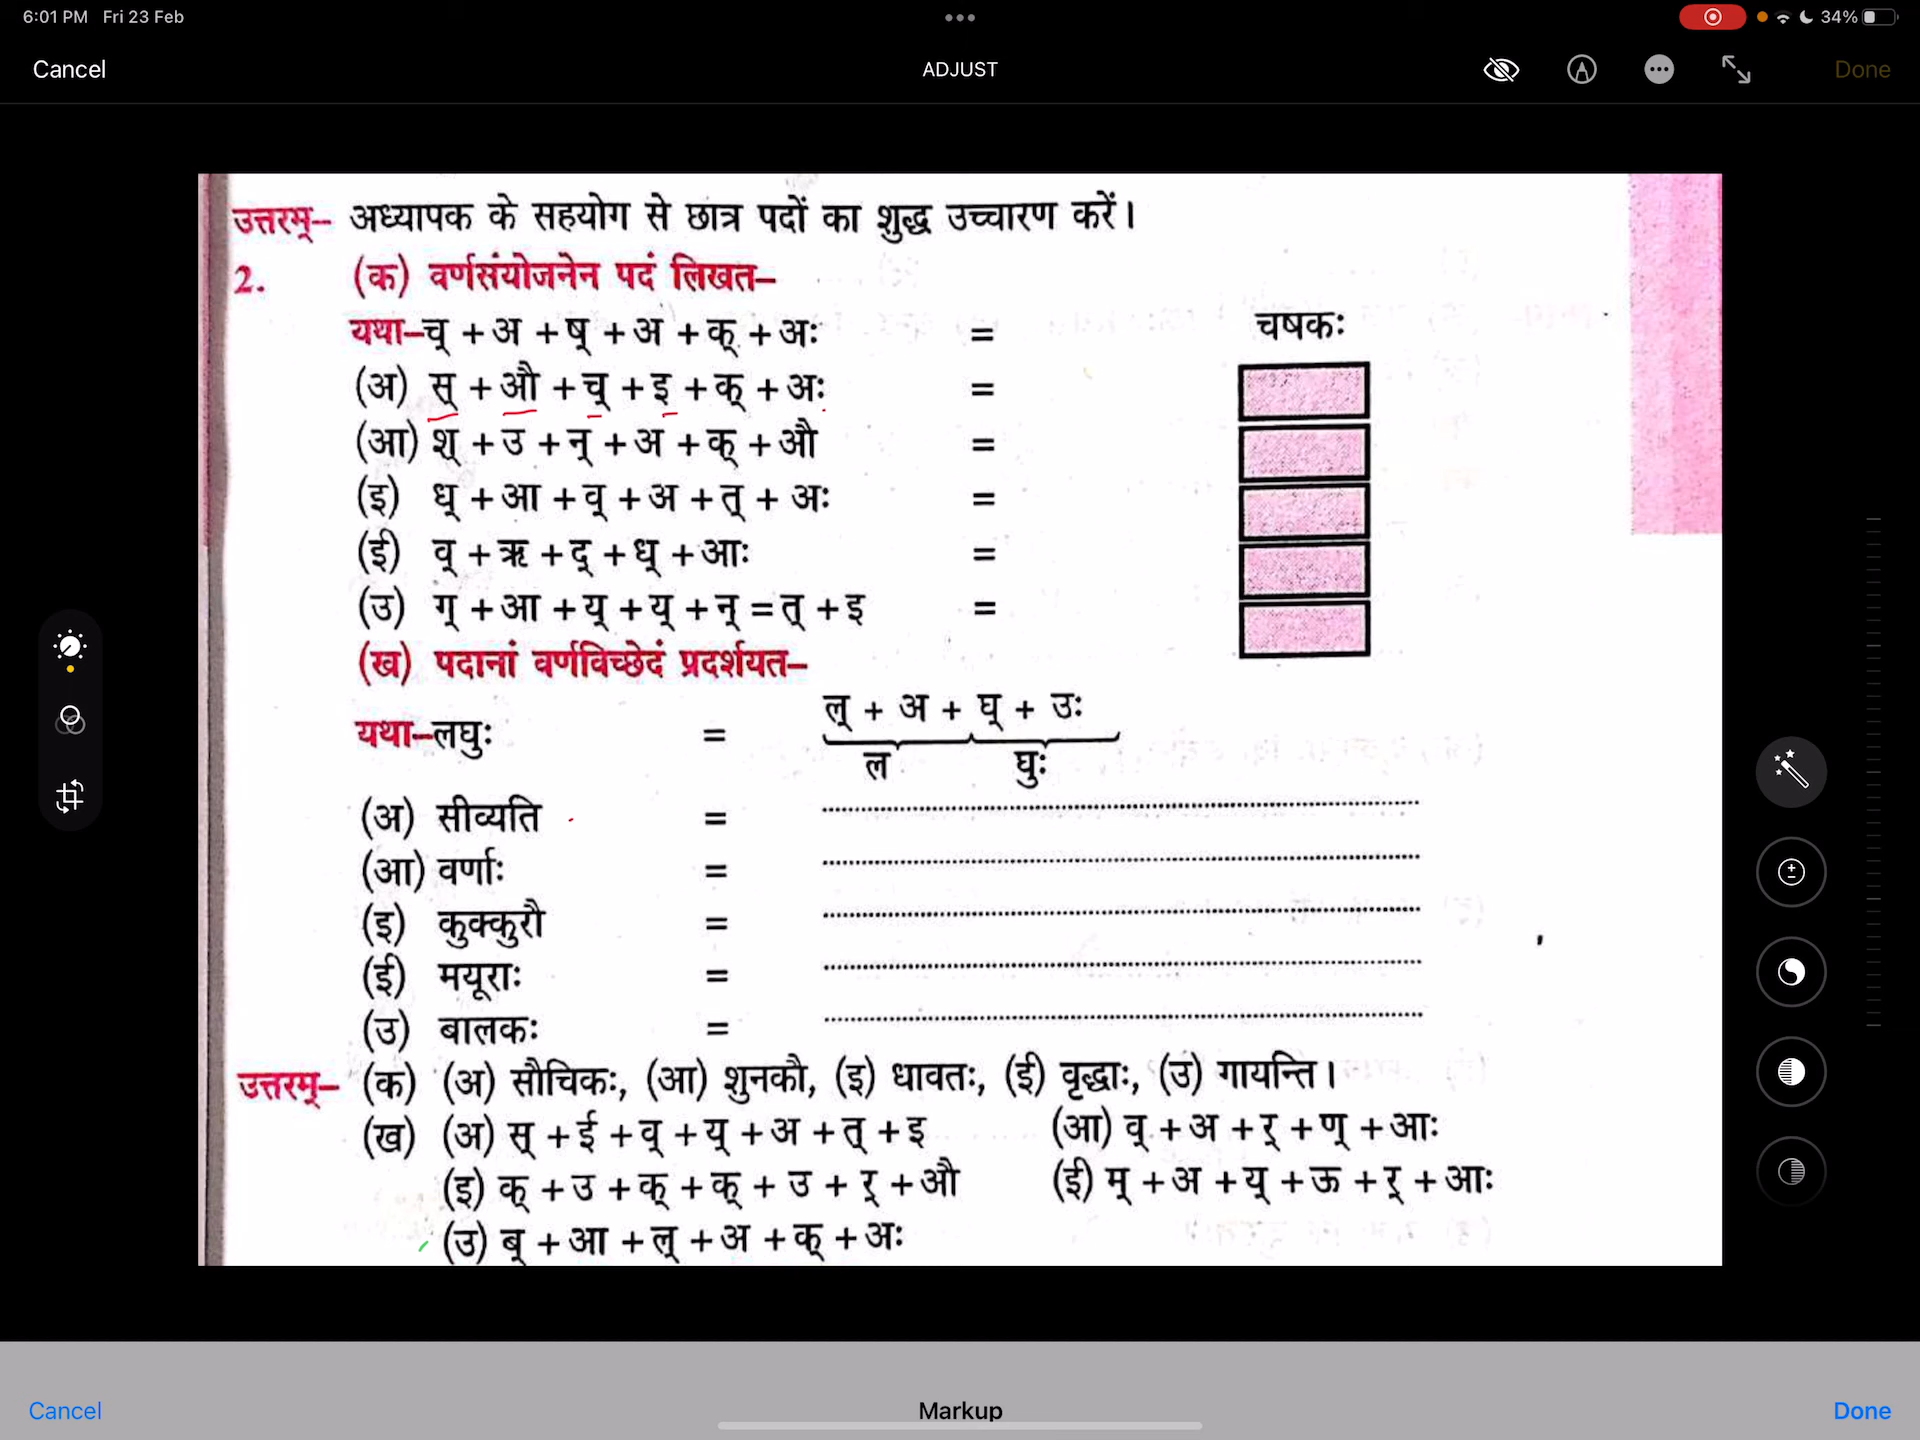 6:01 PM Fri 23 Feb
34%
Cancel
ADJUST
Done
उत्तरम्– अध्यापक के सहयोग से छात्र पदों का शुद्ध उच्चारण करें।
2. (क) वर्णसंयोजनेन पदं लिखत–
यथा–च् + अ + ष् + अ + क् + अः = चषकः
(अ) स् + औ + च् + इ + क् + अः =
(आ) श् + उ + न् + अ + क् + औ =
(इ) ध् + आ + व् + अ + त् + अः =
(ई) व् + ऋ + द् + ध् + आः =
(उ) ग् + आ + य् + य् + न् = त् + इ =
(ख) पदानां वर्णविच्छेदं प्रदर्शयत–
यथा–लघुः = ल् + अ + घ् + उः
ल घुः
(अ) सीव्यति =
(आ) वर्णाः =
(इ) कुक्कुरौ =
(ई) मयूराः =
(उ) बालकः =
उत्तरम्– (क) (अ) सौचिकः, (आ) शुनकौ, (इ) धावतः, (ई) वृद्धाः, (उ) गायन्ति।
(ख) (अ) स् + ई + व् + य् + अ + त् + इ (आ) व् + अ + र् + ण् + आः
(इ) क् + उ + क् + क् + उ + र् + औ (ई) म् + अ + य् + ऊ + र् + आः
(उ) ब् + आ + ल् + अ + क् + अः
Cancel
Markup
Done